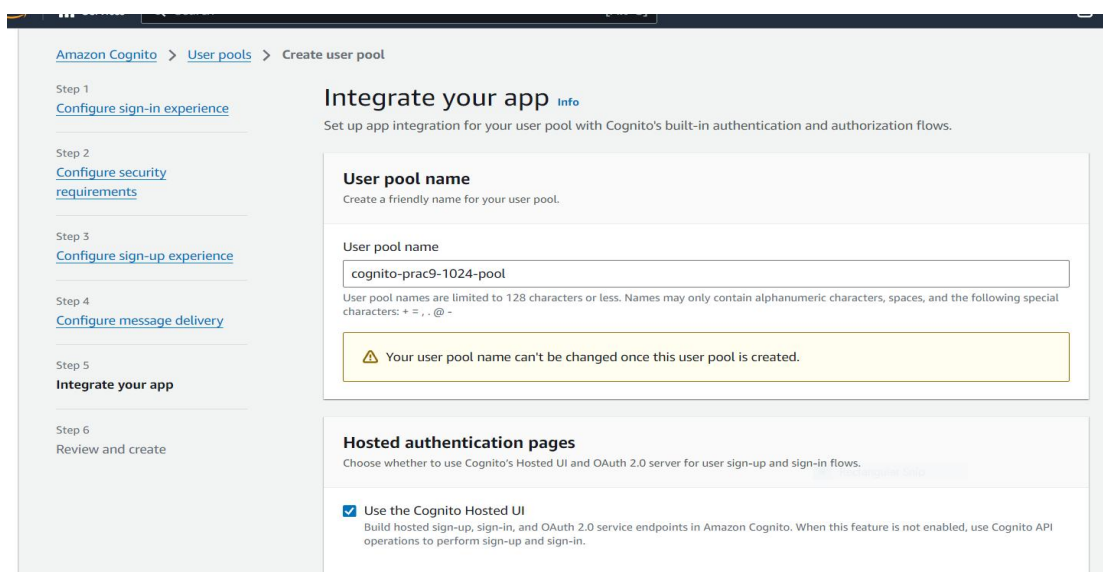 Amazon Cognito > User pools > Create user pool
Step 1
Configure sign-in experience
Step 2
Configure security
requirements
Step 3
Configure sign-up experience
Step 4
Configure message delivery
Step 5
Integrate your app
Step 6
Review and create
Integrate your app Info
Set up app integration for your user pool with Cognito's built-in authentication and authorization flows.
User pool name
Create a friendly name for your user pool.
User pool name
cognito-prac9-1024-pool
User pool names are limited to 128 characters or less. Names may only contain alphanumeric characters, spaces, and the following special
characters: + = , . @ -
Your user pool name can't be changed once this user pool is created.
Hosted authentication pages
Choose whether to use Cognito's Hosted UI and OAuth 2.0 server for user sign-up and sign-in flows.
Use the Cognito Hosted UI
Build hosted sign-up, sign-in, and OAuth 2.0 service endpoints in Amazon Cognito. When this feature is not enabled, use Cognito API
operations to perform sign-up and sign-in.